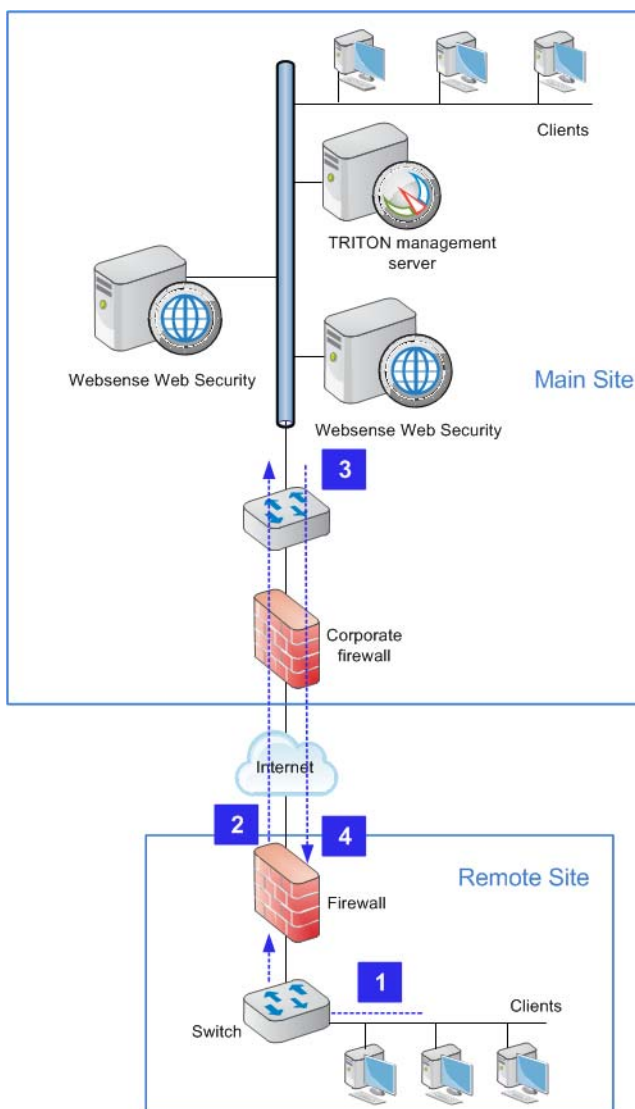 Clients
TRITON management
server
Websense Web Security
Websense Web Security
Main Site
3
Corporate
firewall
Internet
2
4
Remote Site
Firewall
1
Clients
Switch